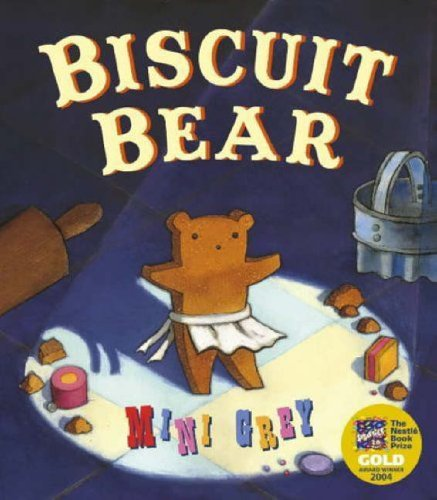 BISCUIT
BEAR
MINI GREY
The
Nestlé
Book
Prize
GOLD
AWARD WINNER
2004